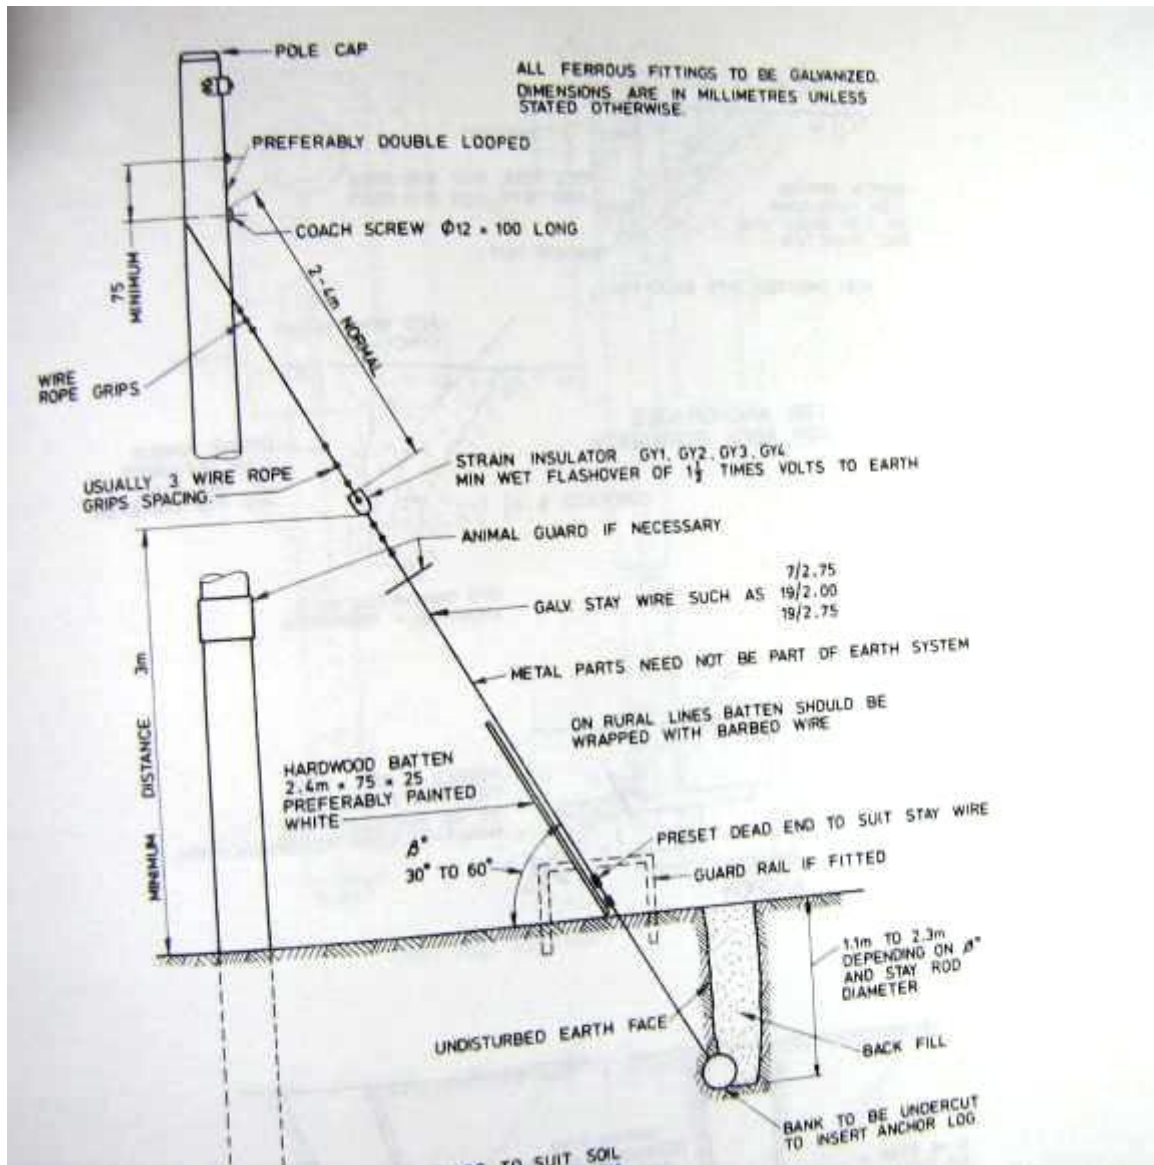 POLE CAP
ALL FERROUS FITTINGS TO BE GALVANIZED.
DIMENSIONS ARE IN MILLIMETRES UNLESS
STATED OTHERWISE.
PREFERABLY DOUBLE LOOPED
COACH SCREW Φ12 × 100 LONG
75
MINIMUM
2-4m NORMAL
WIRE
ROPE GRIPS
STRAIN INSULATOR GY1, GY2, GY3, GY4
MIN WET FLASHOVER OF 1½ TIMES VOLTS TO EARTH
USUALLY 3 WIRE ROPE
GRIPS SPACING.
ANIMAL GUARD IF NECESSARY
7/2.75
GALV. STAY WIRE SUCH AS 19/2.00
19/2.75
METAL PARTS NEED NOT BE PART OF EARTH SYSTEM
MINIMUM DISTANCE 3m
ON RURAL LINES BATTEN SHOULD BE
WRAPPED WITH BARBED WIRE
HARDWOOD BATTEN
2.4m × 75 × 25
PREFERABLY PAINTED
WHITE
β°
30° TO 60°
PRESET DEAD END TO SUIT STAY WIRE
GUARD RAIL IF FITTED
1.1m TO 2.3m
DEPENDING ON β°
AND STAY ROD
DIAMETER
UNDISTURBED EARTH FACE
BACK FILL
BANK TO BE UNDERCUT
TO INSERT ANCHOR LOG
TO SUIT SOIL